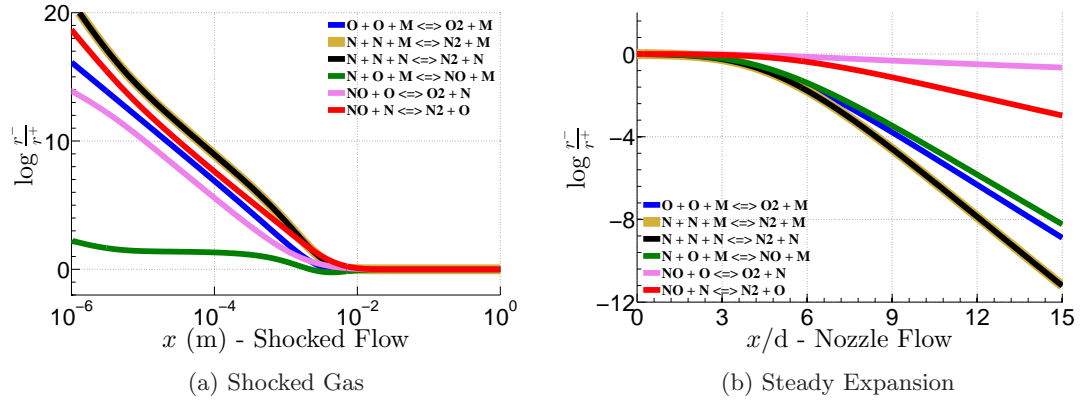 20
10
0
log r⁻/r⁺
O + O + M <=> O2 + M
N + N + M <=> N2 + M
N + N + N <=> N2 + N
N + O + M <=> NO + M
NO + O <=> O2 + N
NO + N <=> N2 + O
10⁻⁶ 10⁻⁴ 10⁻² 10⁰
x (m) - Shocked Flow
(a) Shocked Gas
0
−4
−8
−12
log r⁻/r⁺
O + O + M <=> O2 + M
N + N + M <=> N2 + M
N + N + N <=> N2 + N
N + O + M <=> NO + M
NO + O <=> O2 + N
NO + N <=> N2 + O
0 3 6 9 12 15
x/d - Nozzle Flow
(b) Steady Expansion